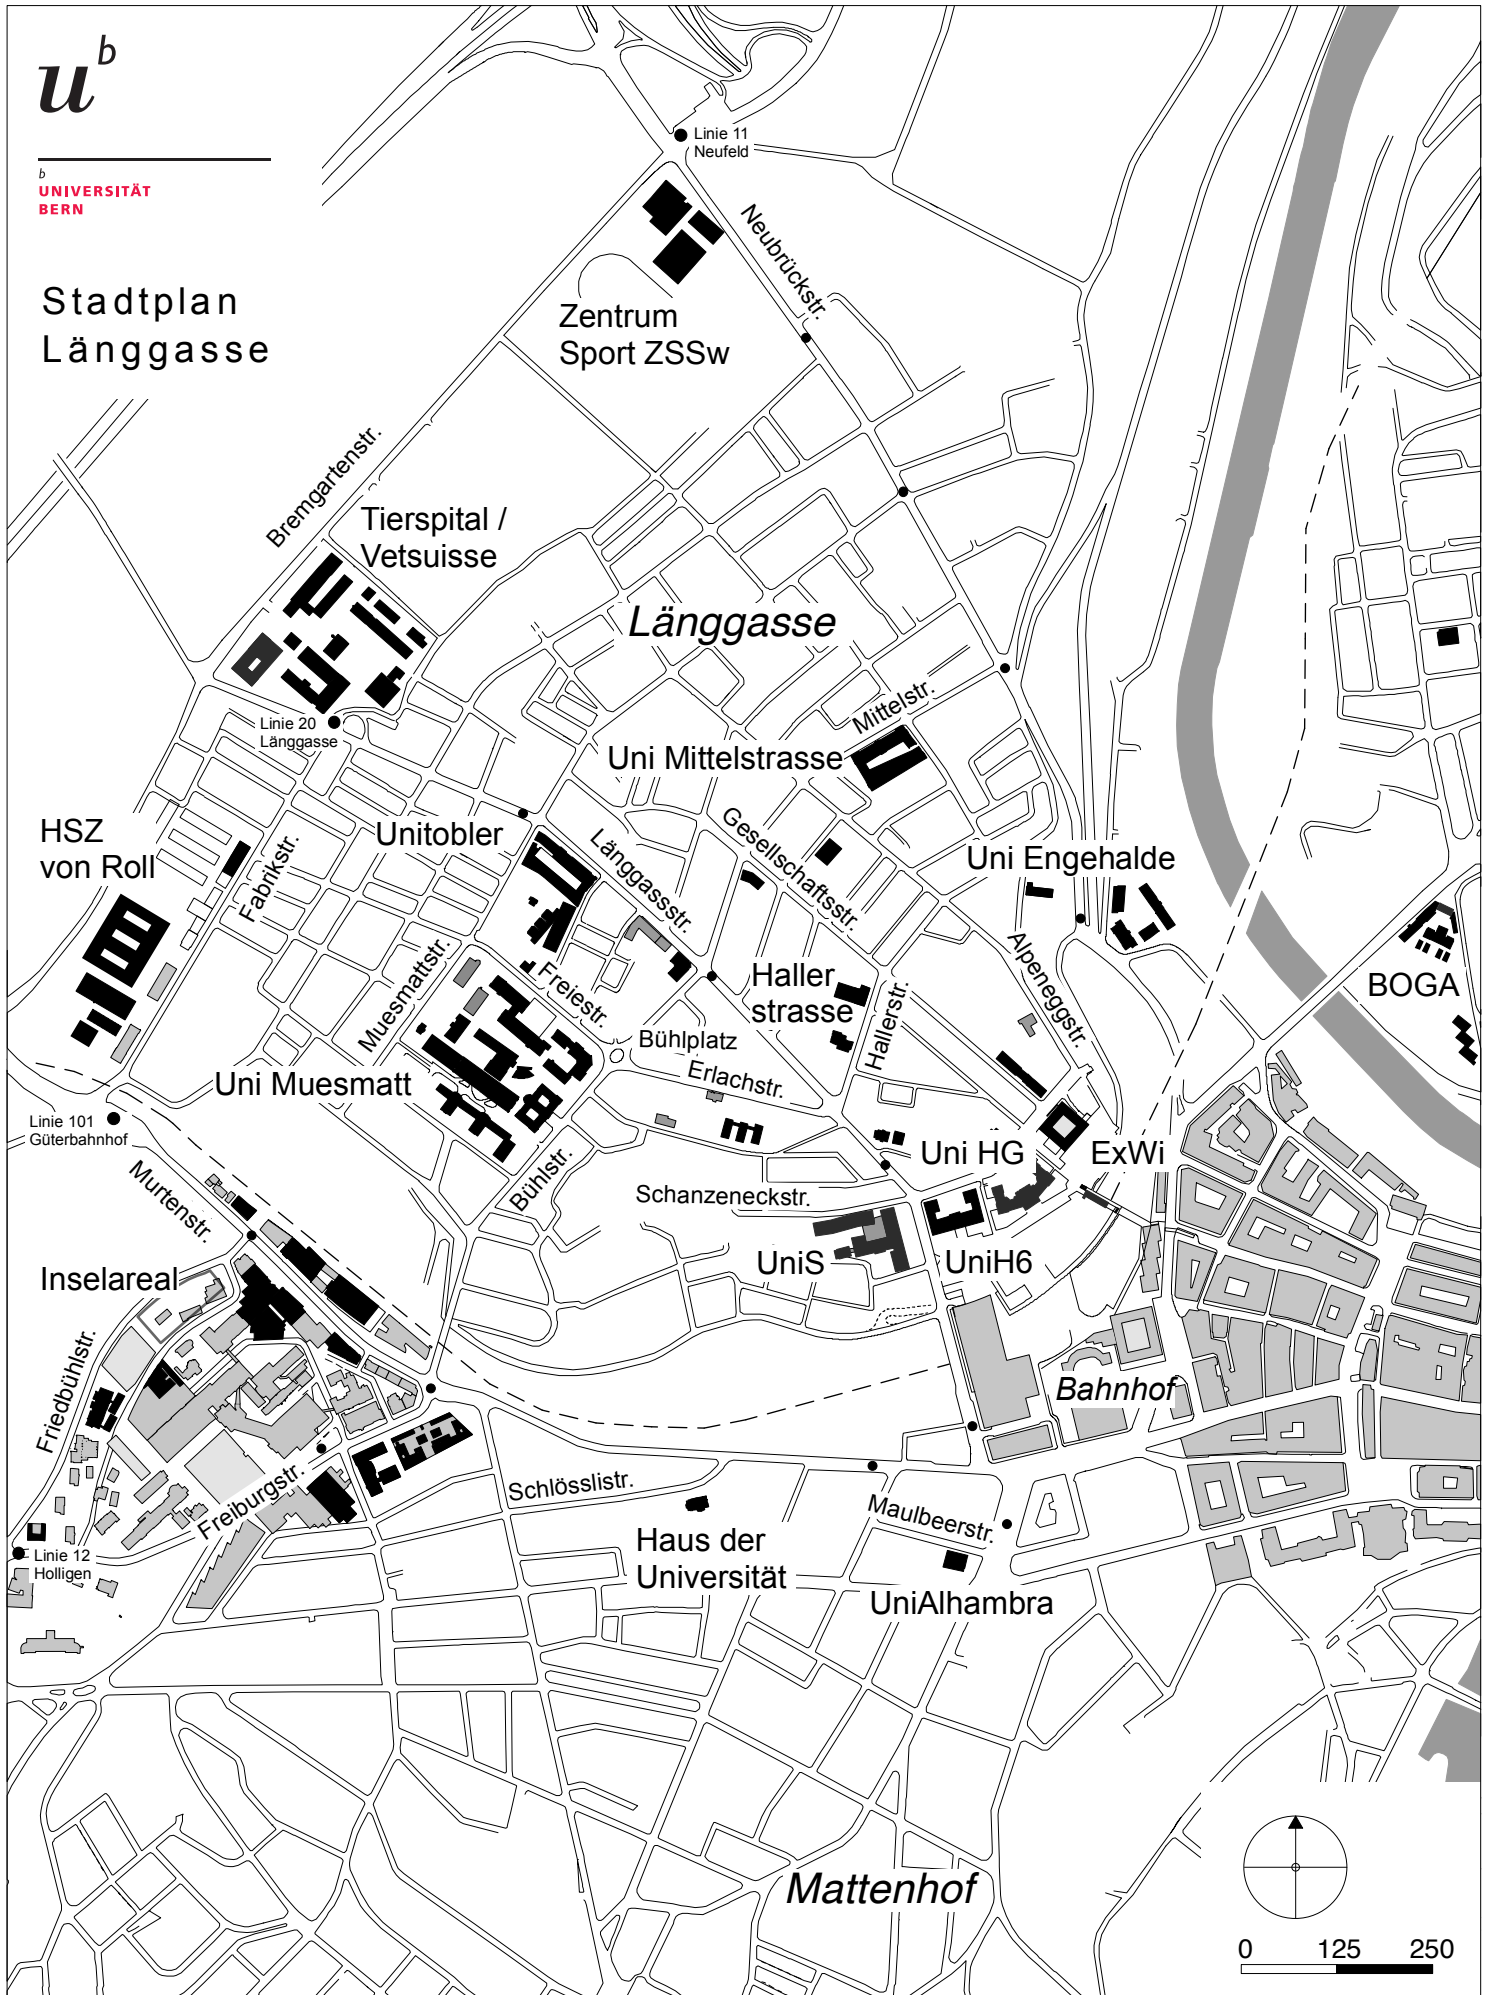 u^b
b
UNIVERSITÄT
BERN
Stadtplan
Länggasse
Linie 11
Neufeld
Neubrückstr.
Zentrum
Sport ZSSw
Bremgartenstr.
Tierspital /
Vetsuisse
Länggasse
Mittelstr.
Linie 20
Länggasse
Uni Mittelstrasse
HSZ
von Roll
Unitobler
Fabrikstr.
Länggassstr.
Gesellschaftsstr.
Uni Engehalde
Muesmattstr.
Freiestr.
Haller
strasse
Hallerstr.
Alpeneggstr.
BOGA
Bühlplatz
Erlachstr.
Uni Muesmatt
Linie 101
Güterbahnhof
Murtenstr.
Bühlstr.
Uni HG
ExWi
Schanzeneckstr.
UniS
UniH6
Inselareal
Friedbühlstr.
Bahnhof
Freiburgstr.
Schlösslistr.
Maulbeerstr.
Haus der
Universität
Linie 12
Holligen
UniAlhambra
Mattenhof
0 125 250